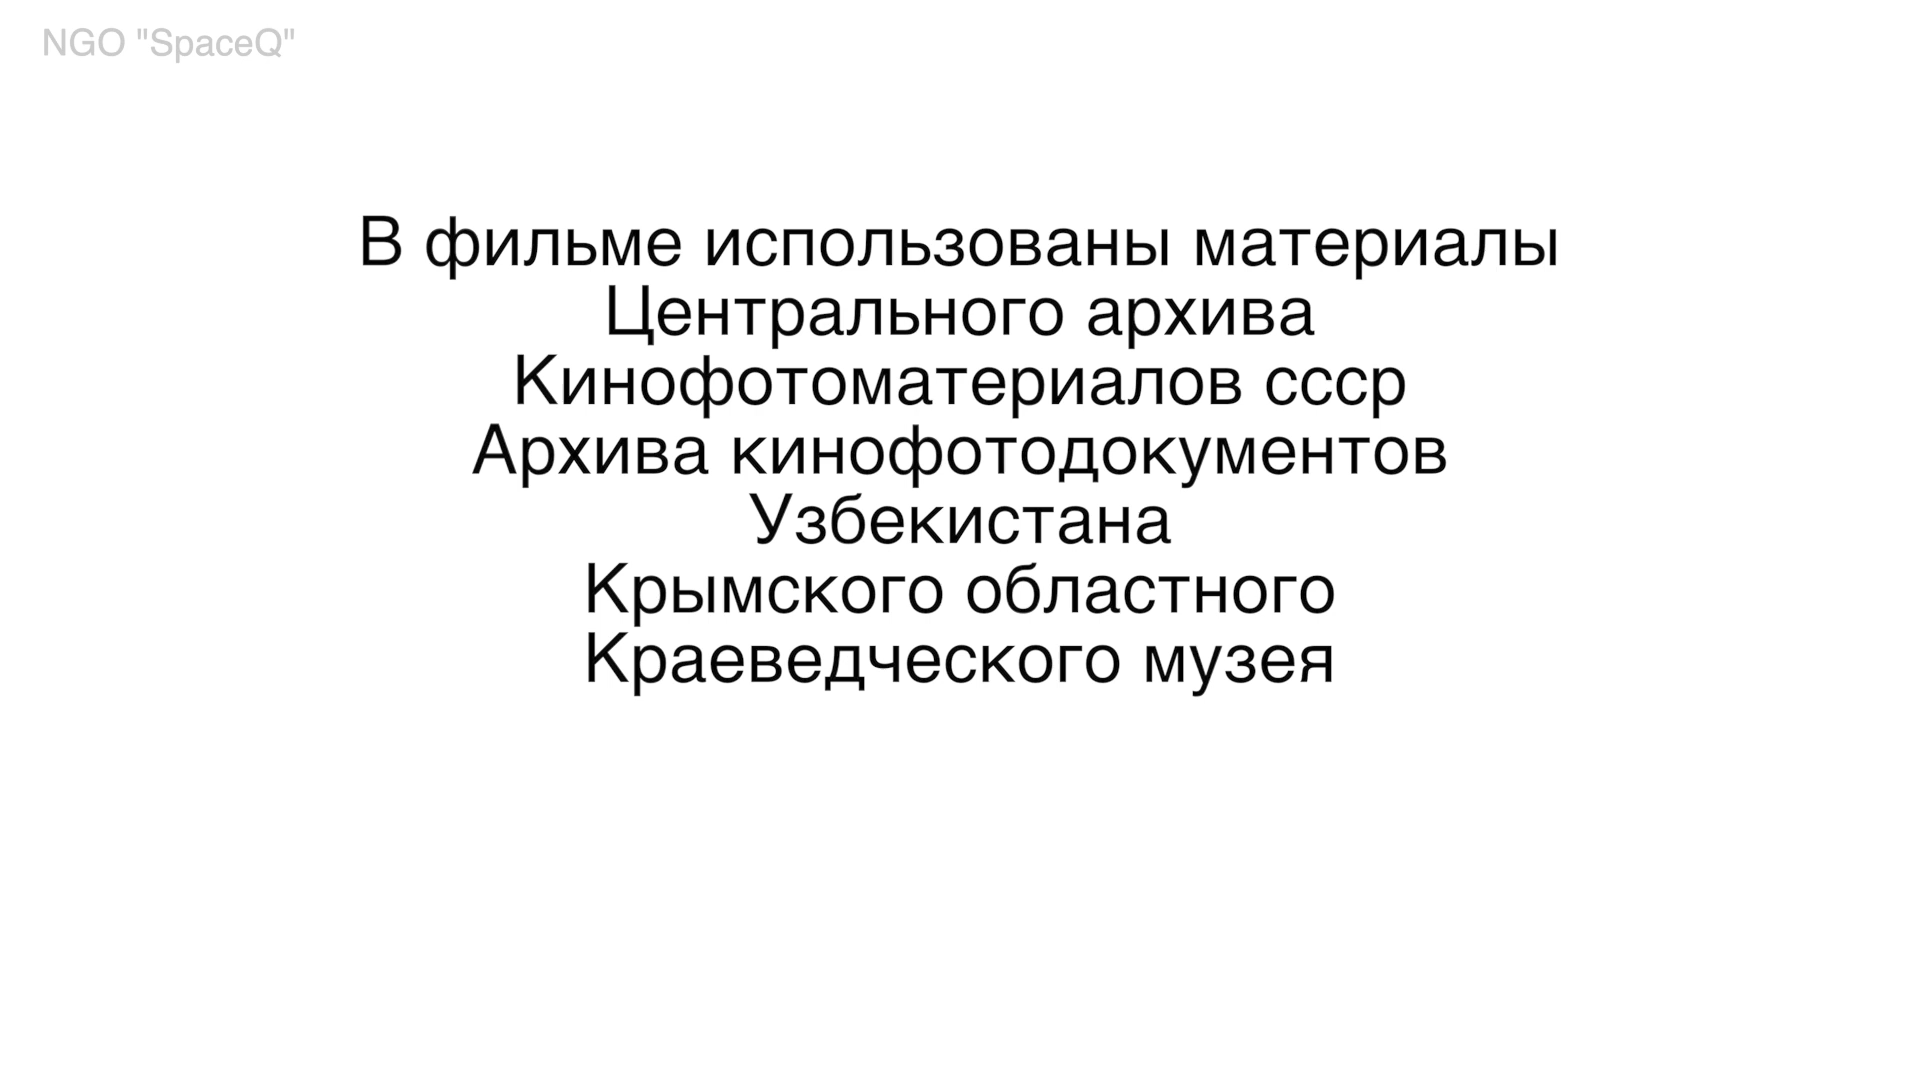 NGO "SpaceQ"
В фильме использованы материалы
Центрального архива
Кинофотоматериалов ссср
Архива кинофотодокументов
Узбекистана
Крымского областного
Краеведческого музея